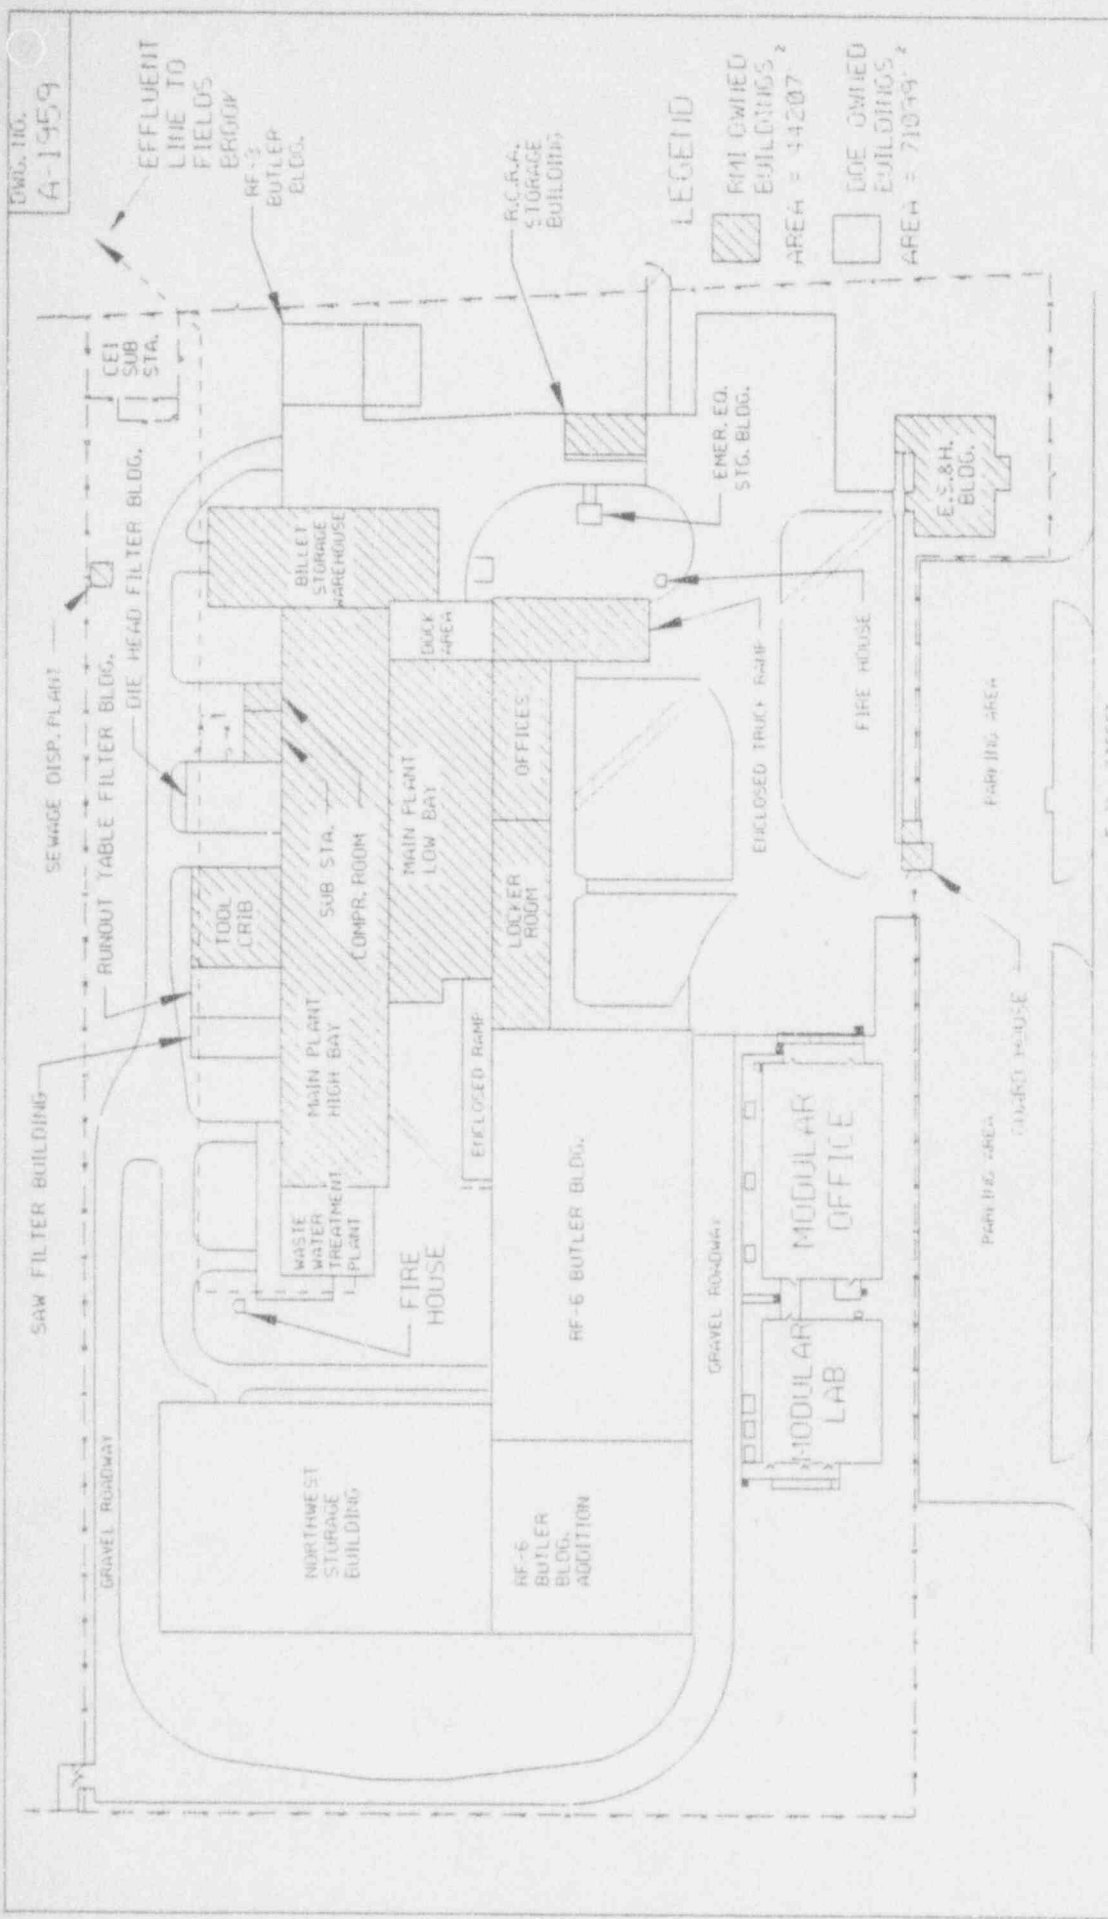 DWG. NO.
A-1959
EFFLUENT
LINE TO
FIELDS
BROOK
SEWAGE DISP. PLANT
CEI
SUB
STA.
RF-3
BUTLER
BLDG.
SAW FILTER BUILDING
RUNOUT TABLE FILTER BLDG.
DIE HEAD FILTER BLDG.
GRAVEL ROADWAY
TOOL
CRIB
BILLET
STORAGE
WAREHOUSE
R.C.R.A.
STORAGE
BUILDING
WASTE
WATER
TREATMENT
PLANT
MAIN PLANT
HIGH BAY
SUB STA.
COMPR. ROOM
DOCK
AREA
MAIN PLANT
LOW BAY
FIRE
HOUSE
NORTHWEST
STORAGE
BUILDING
ENCLOSED RAMP
LOCKER
ROOM
OFFICES
EMER. EQ.
STG. BLDG.
RF-6
BUTLER
BLDG.
ADDITION
RF-6 BUTLER BLDG.
GRAVEL ROADWAY
ENCLOSED TRUCK RAMP
FIRE HOUSE
MODULAR
LAB
MODULAR
OFFICE
E.S.&H.
BLDG.
PARKING AREA
GUARD HOUSE
PARKING AREA
LEGEND
RMI OWNED
BUILDINGS
AREA = 44207 2
DOE OWNED
BUILDINGS